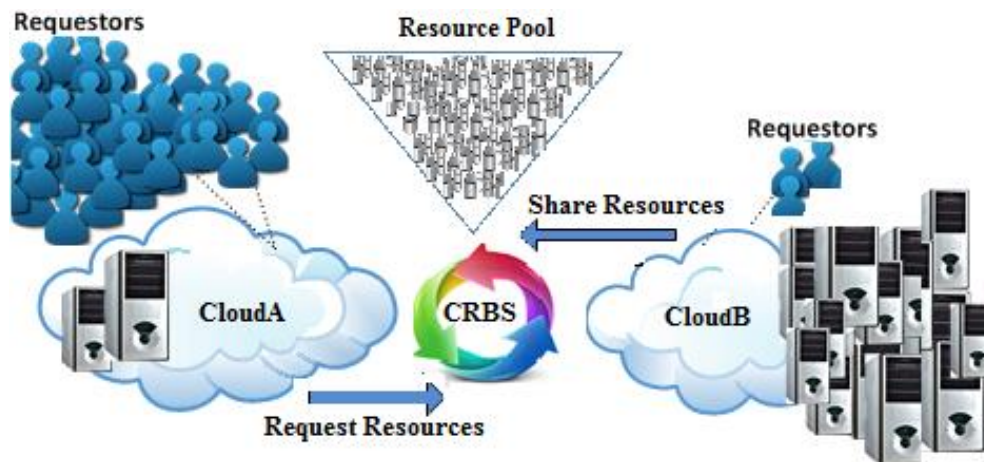 Requestors
Resource Pool
Requestors
Share Resources
CloudA
CRBS
CloudB
Request Resources